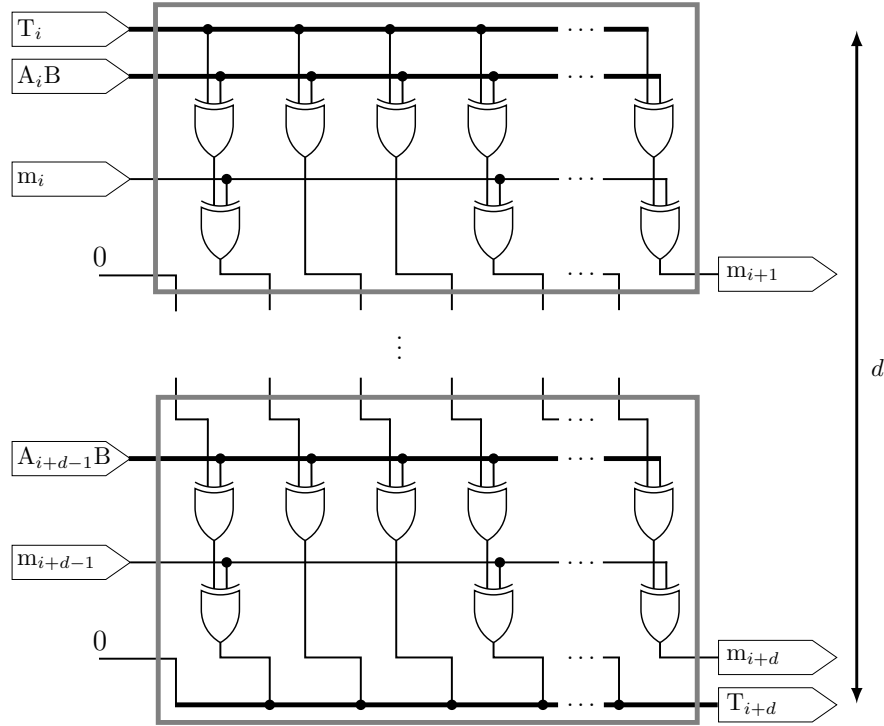 T_i
A_iB
m_i
0
m_{i+1}
d
A_{i+d−1}B
m_{i+d−1}
0
m_{i+d}
T_{i+d}